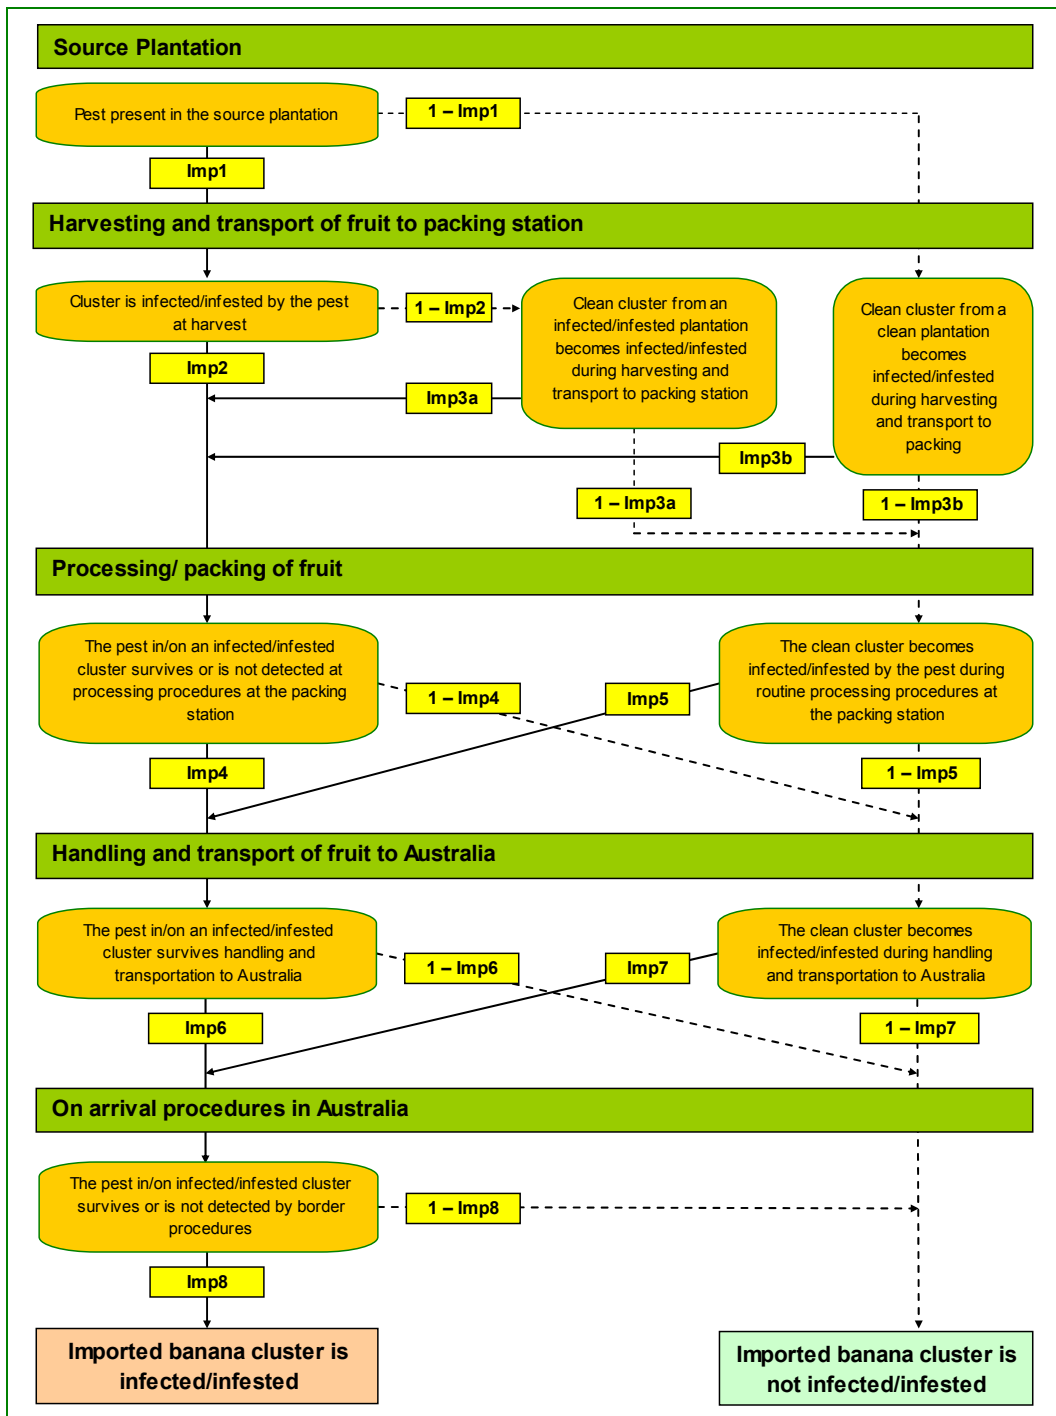 Source Plantation
Pest present in the source plantation
1 – Imp1
Imp1
Harvesting and transport of fruit to packing station
Cluster is infected/infested by the pest
at harvest
1 – Imp2
Imp2
Clean cluster from an
infected/infested plantation
becomes infected/infested
during harvesting and
transport to packing station
Clean cluster from a
clean plantation
becomes
infected/infested
during harvesting
and transport to
packing
Imp3a
Imp3b
1 – Imp3a
1 – Imp3b
Processing/ packing of fruit
The pest in/on an infected/infested
cluster survives or is not detected at
processing procedures at the packing
station
1 – Imp4
Imp5
The clean cluster becomes
infected/infested by the pest during
routine processing procedures at
the packing station
Imp4
1 – Imp5
Handling and transport of fruit to Australia
The pest in/on an infected/infested
cluster survives handling and
transportation to Australia
1 – Imp6
Imp7
The clean cluster becomes
infected/infested during handling
and transportation to Australia
Imp6
1 – Imp7
On arrival procedures in Australia
The pest in/on infected/infested cluster
survives or is not detected by border
procedures
1 – Imp8
Imp8
Imported banana cluster is
infected/infested
Imported banana cluster is
not infected/infested